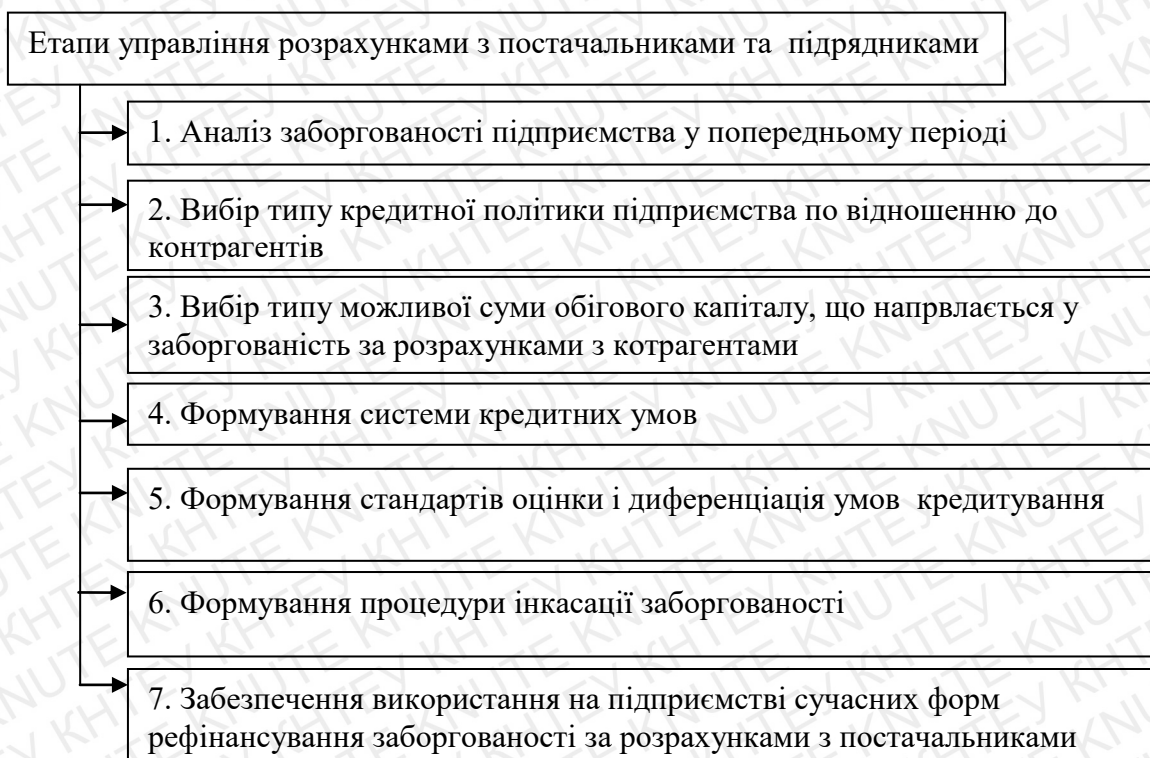 Етапи управління розрахунками з постачальниками та підрядниками
1. Аналіз заборгованості підприємства у попередньому періоді
2. Вибір типу кредитної політики підприємства по відношенню до
контрагентів
3. Вибір типу можливої суми обігового капіталу, що напрвлається у
заборгованість за розрахунками з котрагентами
4. Формування системи кредитних умов
5. Формування стандартів оцінки і диференціація умов кредитування
6. Формування процедури інкасації заборгованості
7. Забезпечення використання на підприємстві сучасних форм
рефінансування заборгованості за розрахунками з постачальниками